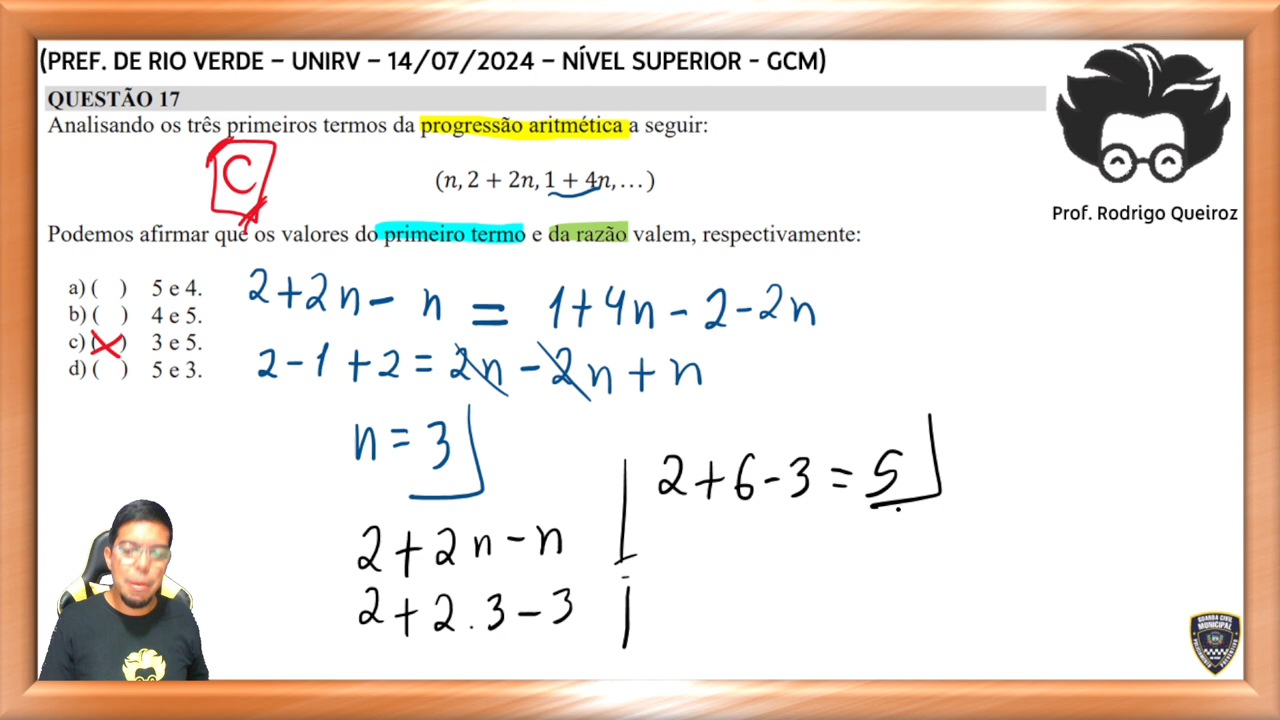 (PREF. DE RIO VERDE – UNIRV – 14/07/2024 – NÍVEL SUPERIOR - GCM)
QUESTÃO 17
Analisando os três primeiros termos da progressão aritmética a seguir:
C
(n, 2 + 2n, 1 + 4n, …)
Prof. Rodrigo Queiroz
Podemos afirmar que os valores do primeiro termo e da razão valem, respectivamente:
a) ( ) 5 e 4.
b) ( ) 4 e 5.
c) (X) 3 e 5.
d) ( ) 5 e 3.
2+2n - n = 1+4n - 2 - 2n
2 - 1 + 2 = 2n - 2n + n
n = 3
2+6-3 = 5
2+2n-n
2+2.3-3
GUARDA CIVIL
MUNICIPAL